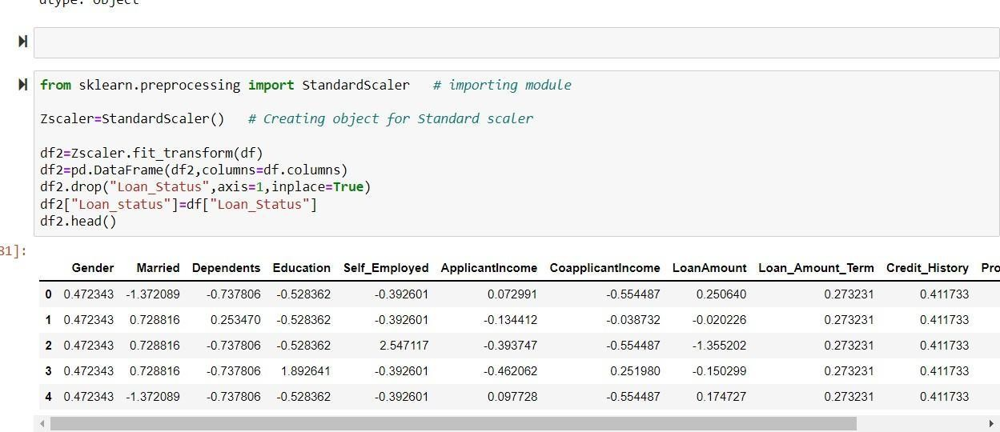 dtype: object
from sklearn.preprocessing import StandardScaler   # importing module
Zscaler=StandardScaler()   # Creating object for Standard scaler
df2=Zscaler.fit_transform(df)
df2=pd.DataFrame(df2,columns=df.columns)
df2.drop("Loan_Status",axis=1,inplace=True)
df2["Loan_status"]=df["Loan_Status"]
df2.head()
81]:
Gender Married Dependents Education Self_Employed ApplicantIncome CoapplicantIncome LoanAmount Loan_Amount_Term Credit_History Pro
0 0.472343 -1.372089 -0.737806 -0.528362 -0.392601 0.072991 -0.554487 0.250640 0.273231 0.411733
1 0.472343 0.728816 0.253470 -0.528362 -0.392601 -0.134412 -0.038732 -0.020226 0.273231 0.411733
2 0.472343 0.728816 -0.737806 -0.528362 2.547117 -0.393747 -0.554487 -1.355202 0.273231 0.411733
3 0.472343 0.728816 -0.737806 1.892641 -0.392601 -0.462062 0.251980 -0.150299 0.273231 0.411733
4 0.472343 -1.372089 -0.737806 -0.528362 -0.392601 0.097728 -0.554487 0.174727 0.273231 0.411733